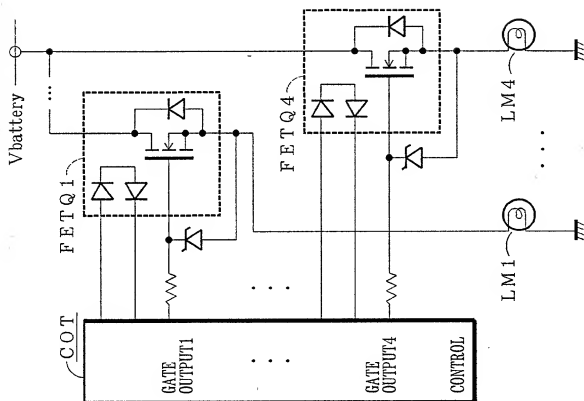 Vbattery
FETQ1
FETQ4
COT
GATE
OUTPUT1
GATE
OUTPUT4
CONTROL
LM1
LM4